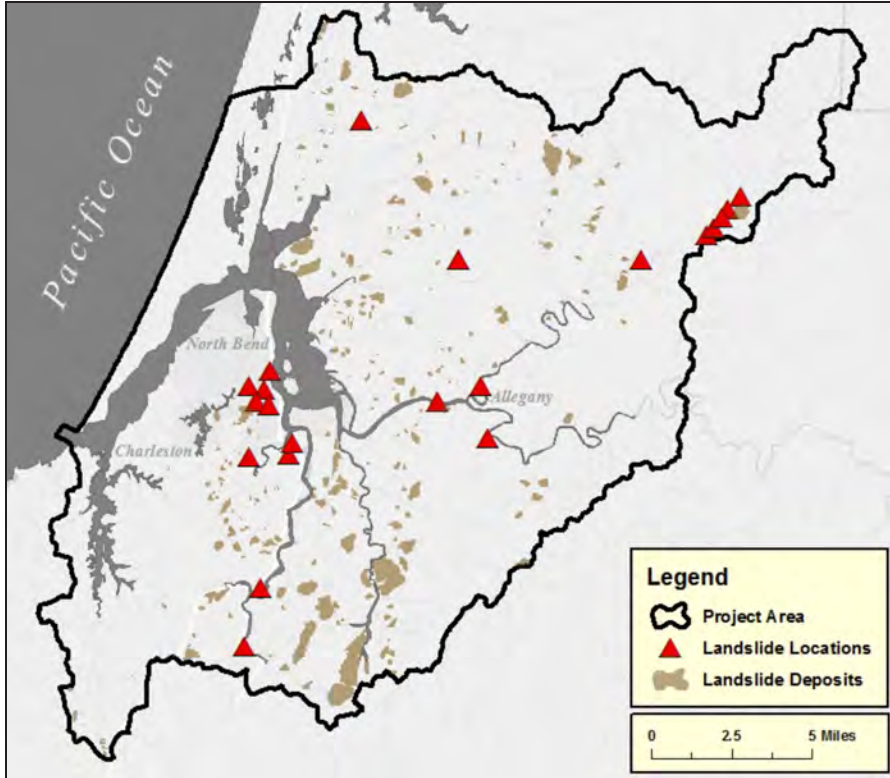 Pacific Ocean
North Bend
Allegany
Charleston
Legend
Project Area
Landslide Locations
Landslide Deposits
0 2.5 5 Miles